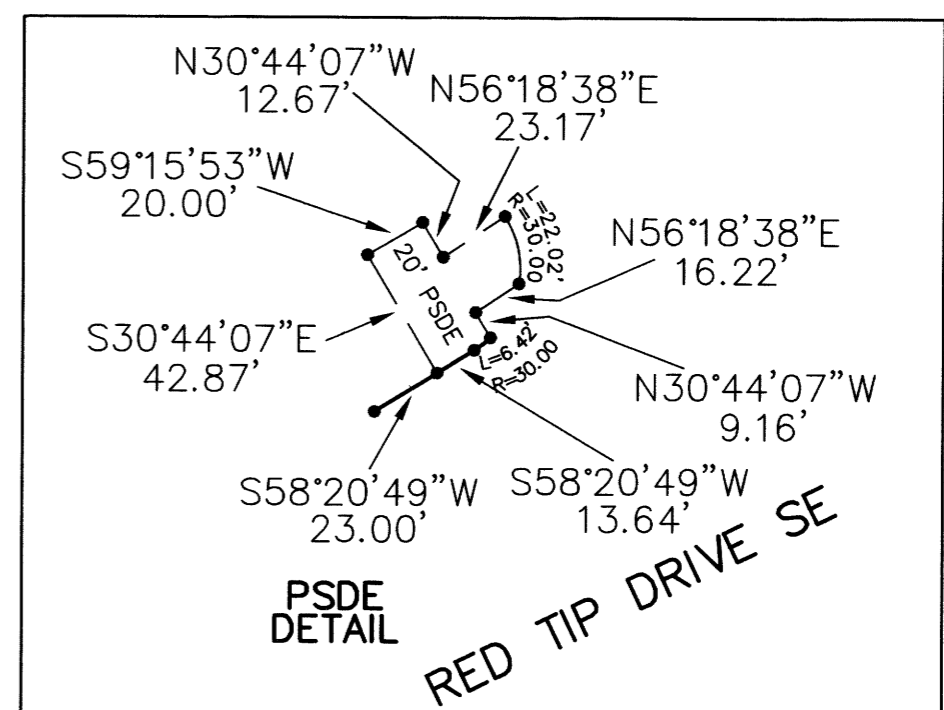 N30°44'07"W
12.67'
N56°18'38"E
23.17'
S59°15'53"W
20.00'
L=22.02'
R=30.00
N56°18'38"E
16.22'
20' PSDE
S30°44'07"E
42.87'
L=6.42'
R=30.00
N30°44'07"W
9.16'
S58°20'49"W
23.00'
S58°20'49"W
13.64'
PSDE
DETAIL
RED TIP DRIVE SE